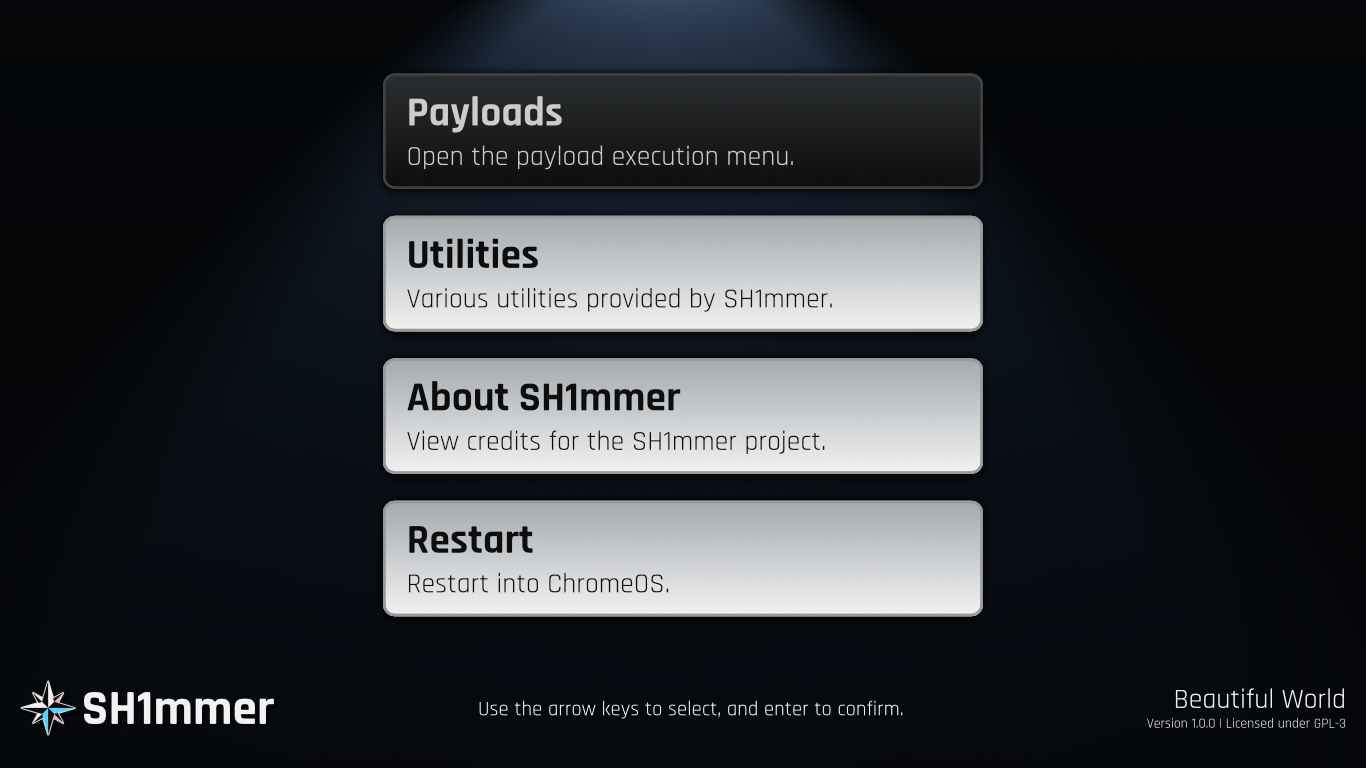 Payloads
Open the payload execution menu.
Utilities
Various utilities provided by SH1mmer.
About SH1mmer
View credits for the SH1mmer project.
Restart
Restart into ChromeOS.
SH1mmer
Use the arrow keys to select, and enter to confirm.
Beautiful World
Version 1.0.0 | Licensed under GPL-3